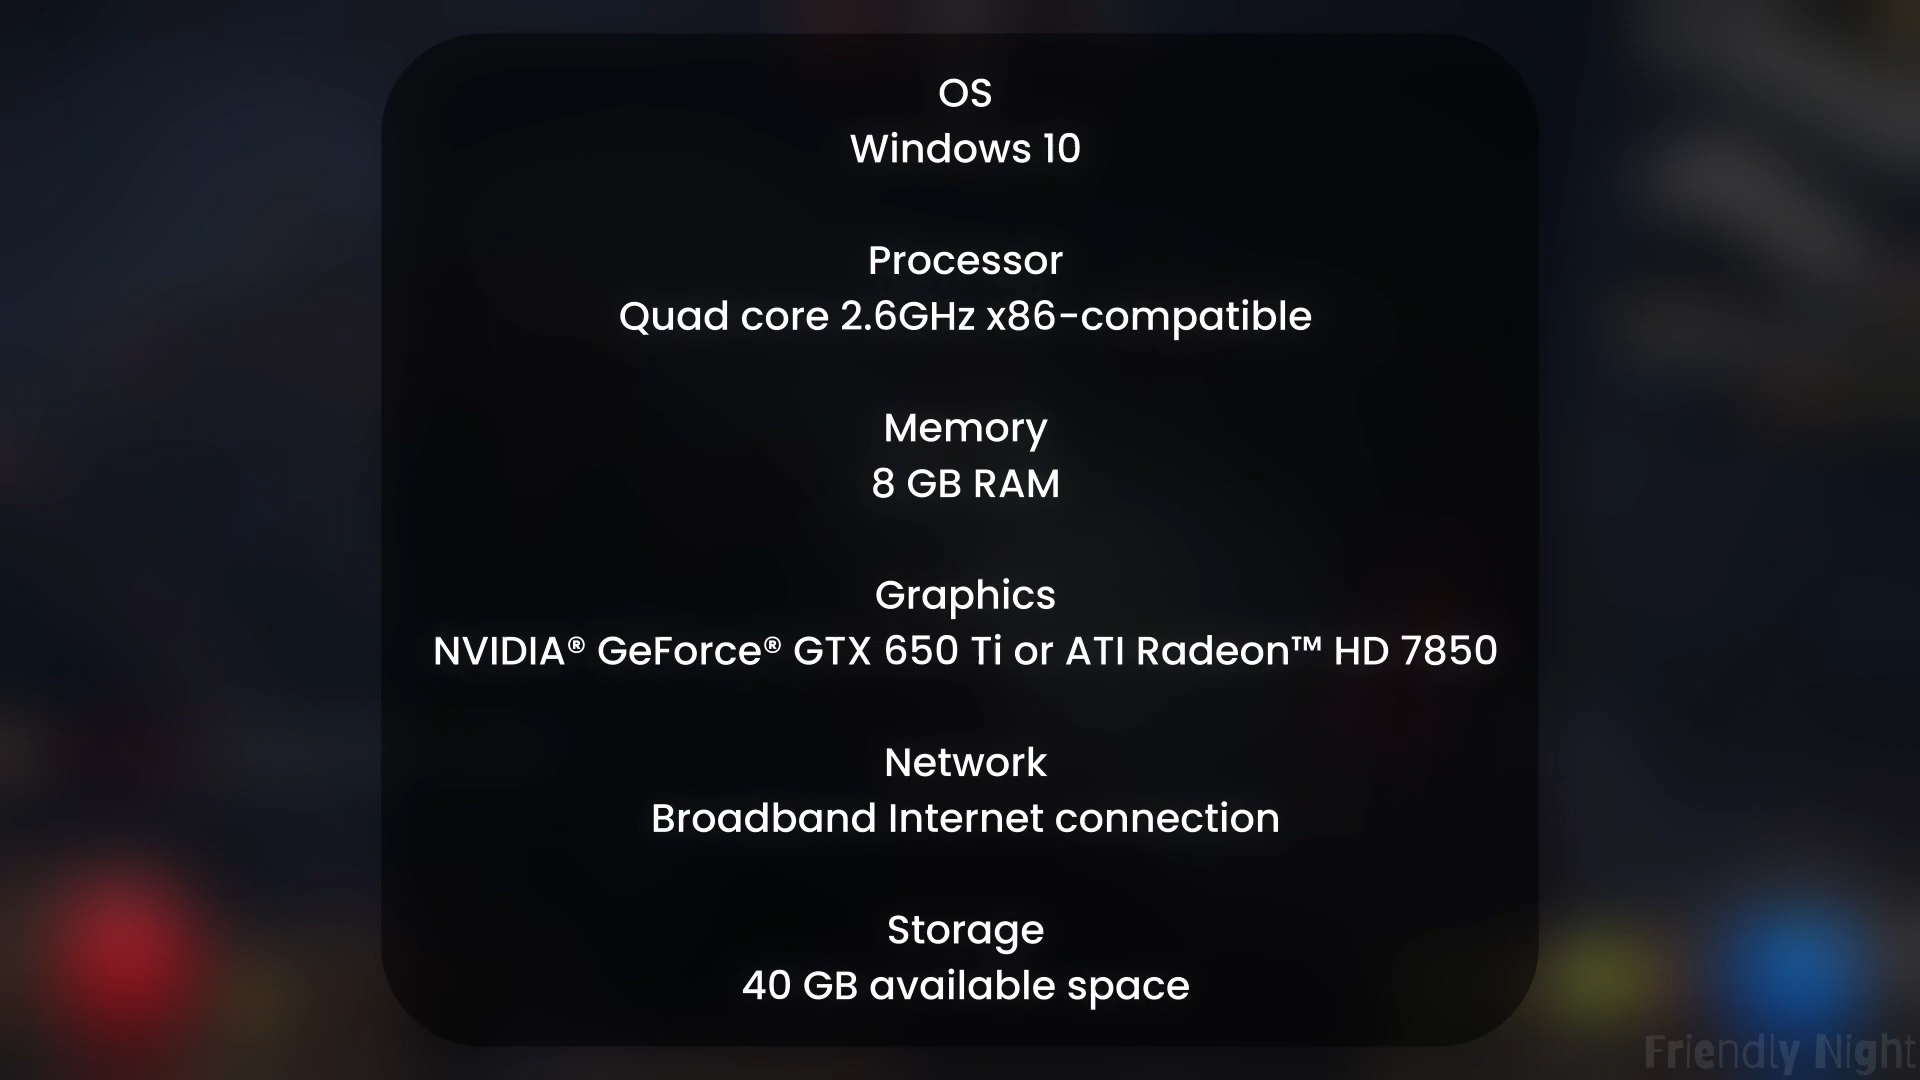 OS
Windows 10
Processor
Quad core 2.6GHz x86-compatible
Memory
8 GB RAM
Graphics
NVIDIA® GeForce® GTX 650 Ti or ATI Radeon™ HD 7850
Network
Broadband Internet connection
Storage
40 GB available space
Friendly Night